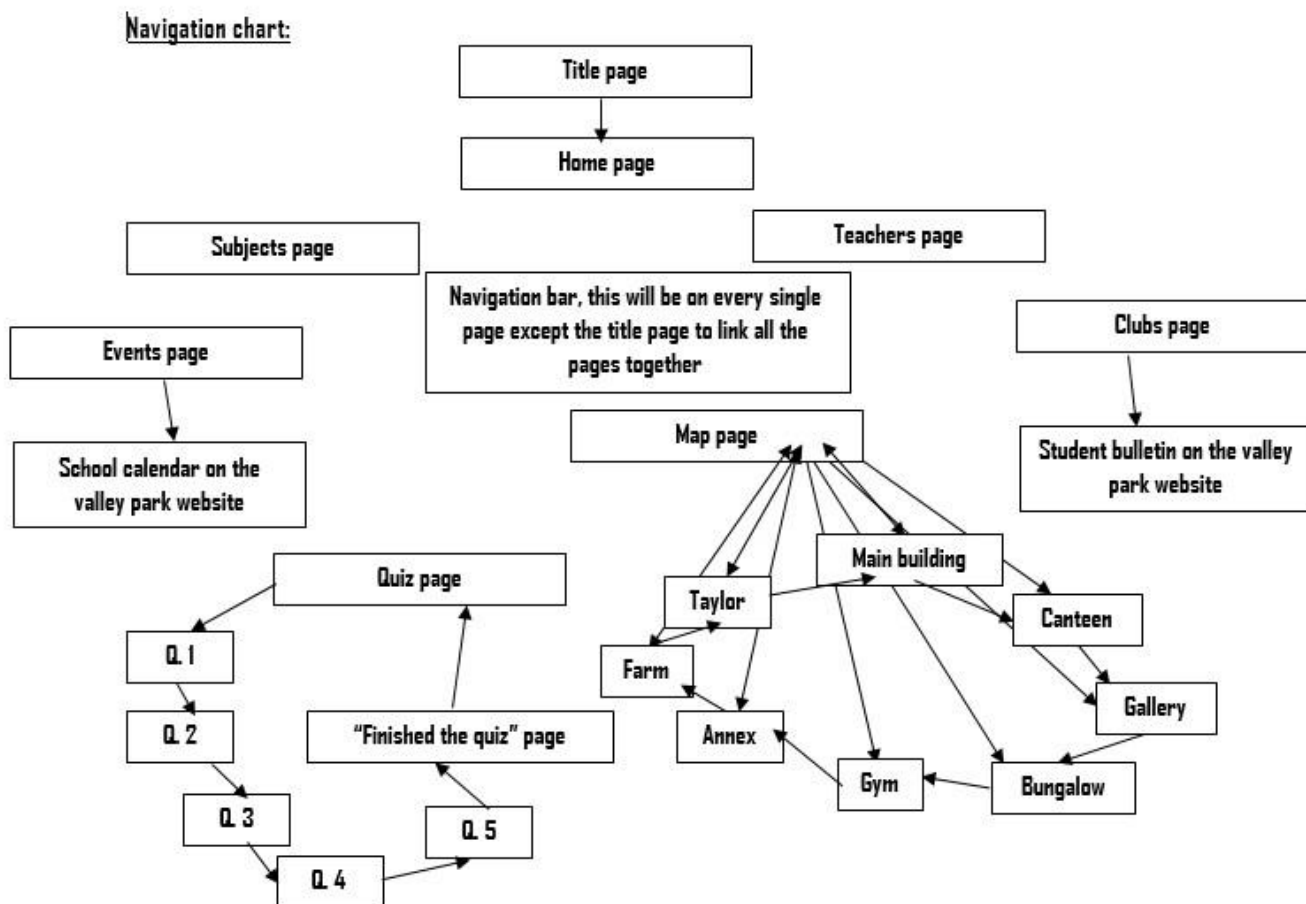 Navigation chart:
Title page
Home page
Subjects page
Teachers page
Navigation bar, this will be on every single
page except the title page to link all the
pages together
Events page
Clubs page
School calendar on the
valley park website
Map page
Student bulletin on the valley
park website
Quiz page
Main building
Taylor
Canteen
Q. 1
Farm
Gallery
Q. 2
"Finished the quiz" page
Annex
Gym
Bungalow
Q. 3
Q. 5
Q. 4